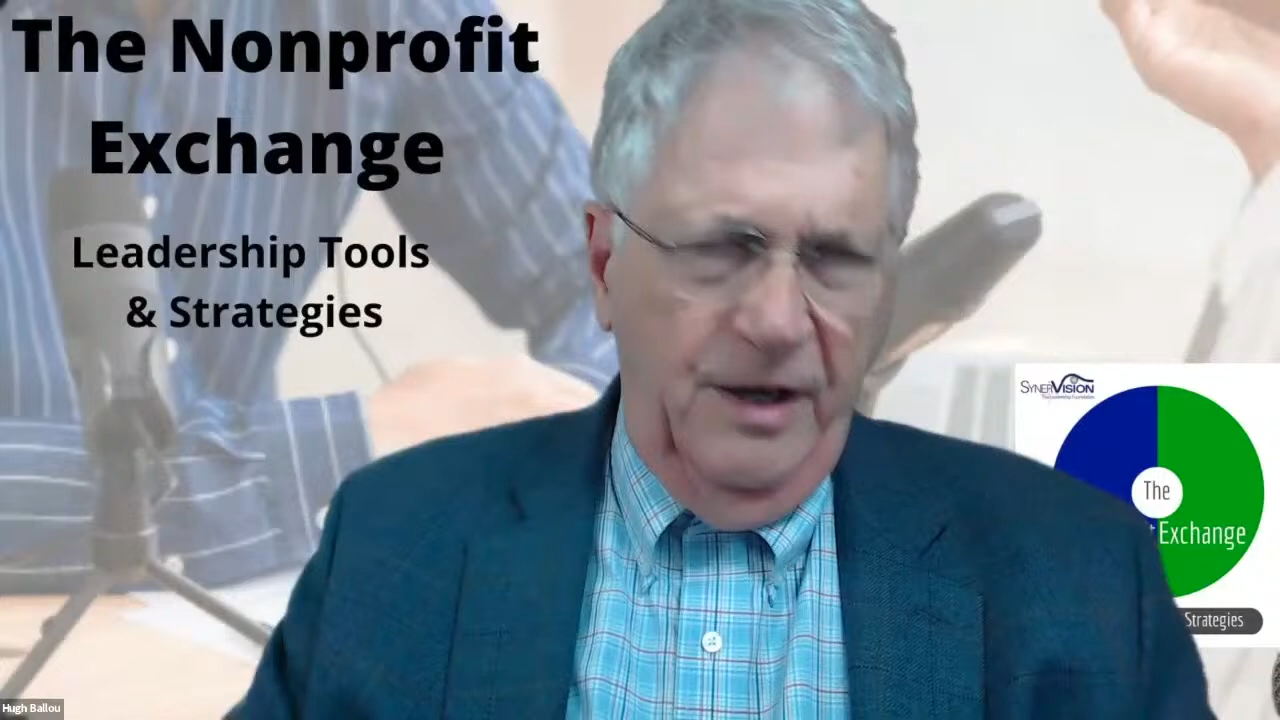 The Nonprofit
Exchange
Leadership Tools
& Strategies
SYNERVISION
The
Exchange
Strategies
Hugh Ballou